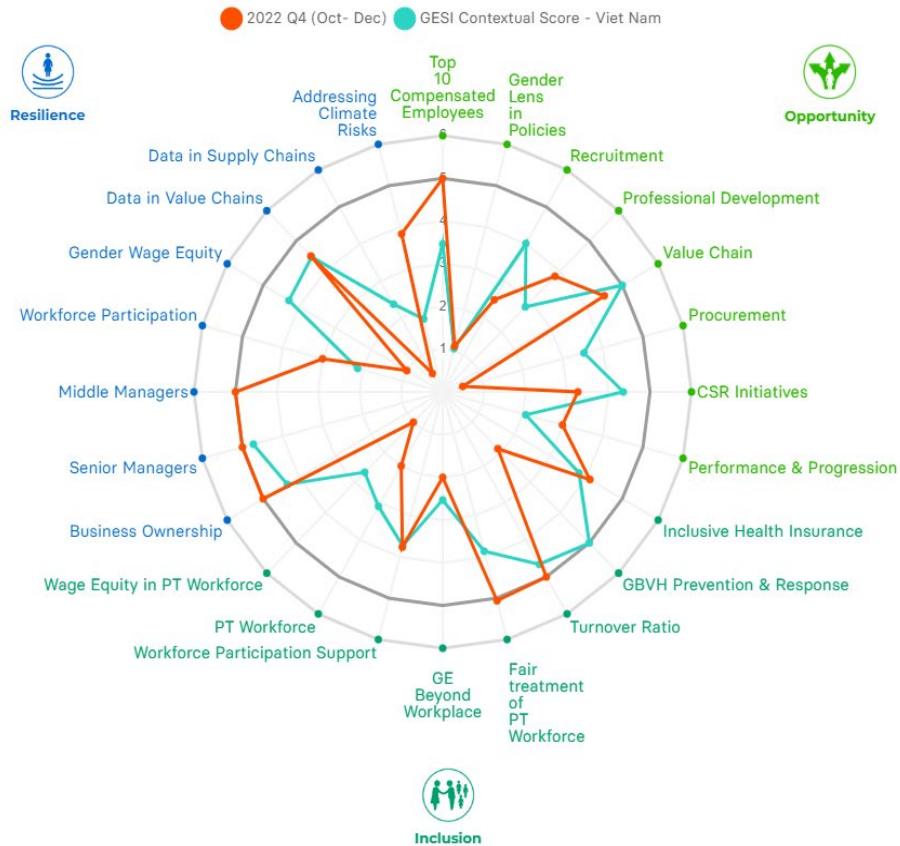 2022 Q4 (Oct- Dec)
GESI Contextual Score - Viet Nam
Resilience
Opportunity
Inclusion
Top
10
Compensated
Employees
Gender
Lens
in
Policies
Recruitment
Professional Development
Value Chain
Procurement
CSR Initiatives
Performance & Progression
Inclusive Health Insurance
GBVH Prevention & Response
Turnover Ratio
Fair
treatment
of
PT
Workforce
GE
Beyond
Workplace
Workforce Participation Support
PT Workforce
Wage Equity in PT Workforce
Business Ownership
Senior Managers
Middle Managers
Workforce Participation
Gender Wage Equity
Data in Value Chains
Data in Supply Chains
Addressing
Climate
Risks
6
5
4
3
2
1